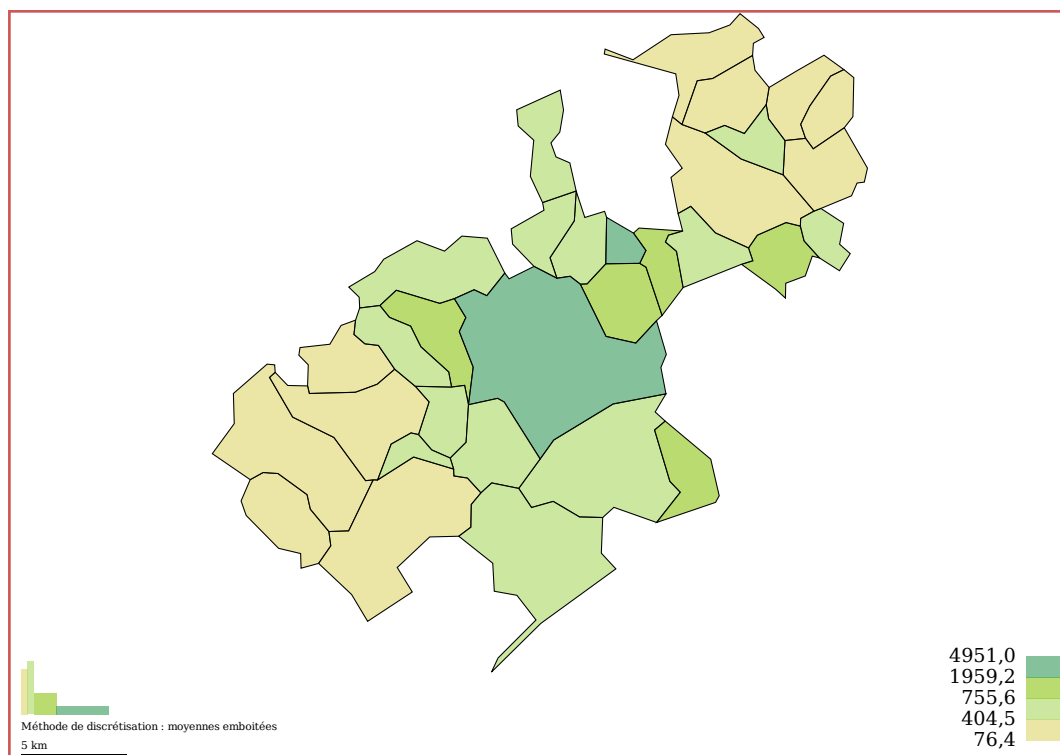 4951,0
1959,2
755,6
404,5
76,4
Méthode de discrétisation : moyennes emboitées
5 km